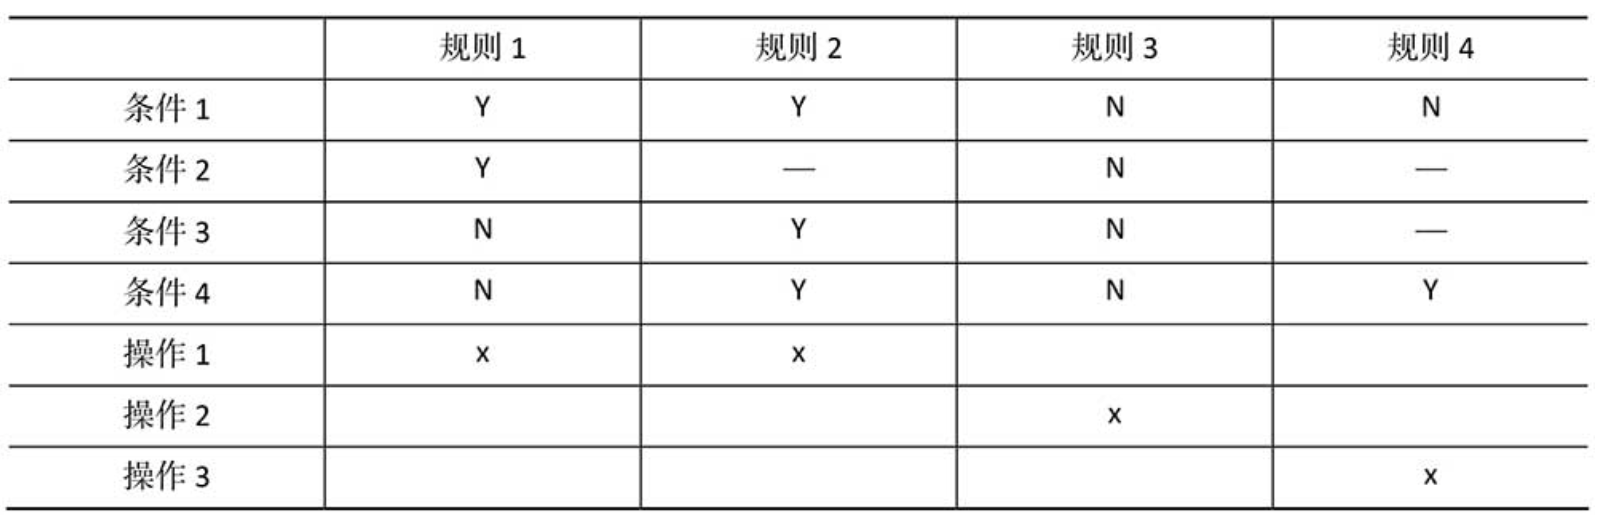 规则 1 规则 2 规则 3 规则 4
条件 1 Y Y N N
条件 2 Y — N —
条件 3 N Y N —
条件 4 N Y N Y
操作 1 x x
操作 2 x
操作 3 x